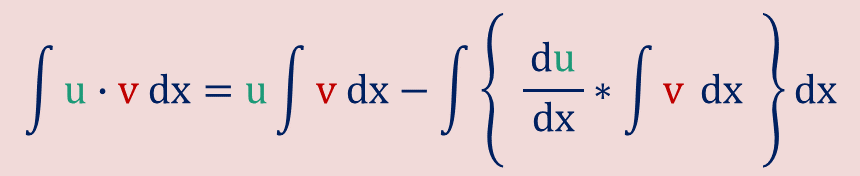 ∫ u · v dx = u ∫ v dx − ∫ { du/dx * ∫ v dx } dx